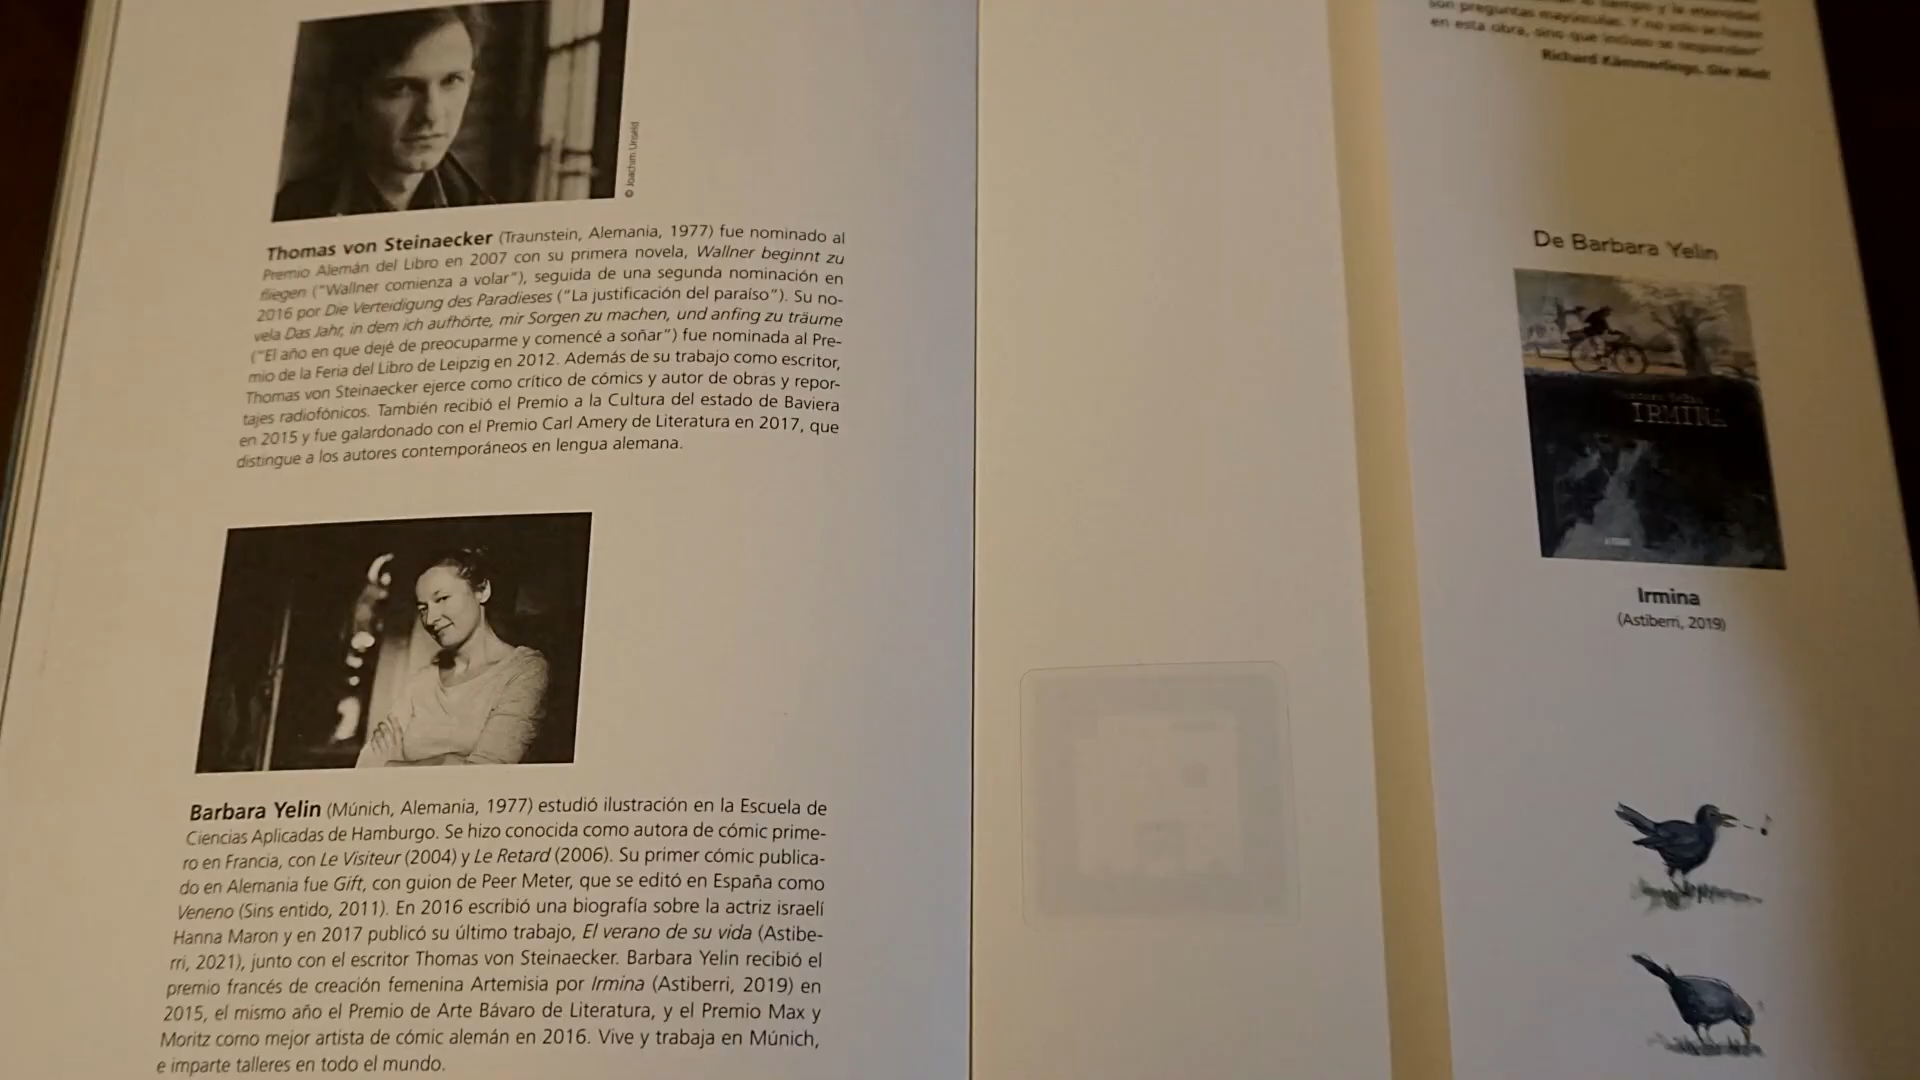 © Joachim Unseld
Thomas von Steinaecker (Traunstein, Alemania, 1977) fue nominado al
Premio Alemán del Libro en 2007 con su primera novela, Wallner beginnt zu
fliegen ("Wallner comienza a volar"), seguida de una segunda nominación en
2016 por Die Verteidigung des Paradieses ("La justificación del paraíso"). Su no-
vela Das Jahr, in dem ich aufhörte, mir Sorgen zu machen, und anfing zu träume
("El año en que dejé de preocuparme y comencé a soñar") fue nominada al Pre-
mio de la Feria del Libro de Leipzig en 2012. Además de su trabajo como escritor,
Thomas von Steinaecker ejerce como crítico de cómics y autor de obras y repor-
tajes radiofónicos. También recibió el Premio a la Cultura del estado de Baviera
en 2015 y fue galardonado con el Premio Carl Amery de Literatura en 2017, que
distingue a los autores contemporáneos en lengua alemana.
Barbara Yelin (Múnich, Alemania, 1977) estudió ilustración en la Escuela de
Ciencias Aplicadas de Hamburgo. Se hizo conocida como autora de cómic prime-
ro en Francia, con Le Visiteur (2004) y Le Retard (2006). Su primer cómic publica-
do en Alemania fue Gift, con guion de Peer Meter, que se editó en España como
Veneno (Sins entido, 2011). En 2016 escribió una biografía sobre la actriz israelí
Hanna Maron y en 2017 publicó su último trabajo, El verano de su vida (Astibe-
rri, 2021), junto con el escritor Thomas von Steinaecker. Barbara Yelin recibió el
premio francés de creación femenina Artemisia por Irmina (Astiberri, 2019) en
2015, el mismo año el Premio de Arte Bávaro de Literatura, y el Premio Max y
Moritz como mejor artista de cómic alemán en 2016. Vive y trabaja en Múnich,
e imparte talleres en todo el mundo.
tiempo y la eternidad
son preguntas mayúsculas. Y no solo se hacen
en esta obra, sino que incluso se responden"
Richard Kämmerlings, Die Welt
De Barbara Yelin
Barbara Yelin
IRMINA
Irmina
(Astiberri, 2019)